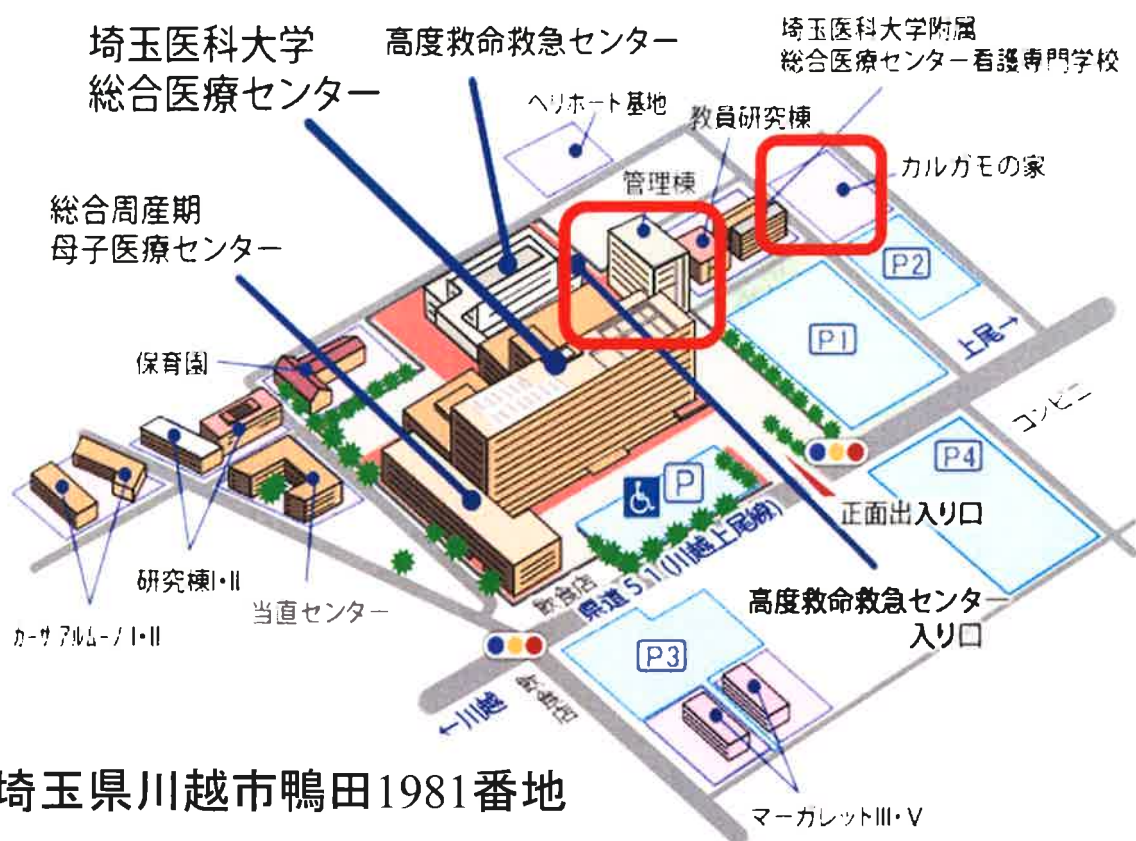 埼玉医科大学
総合医療センター
高度救命救急センター
埼玉医科大学附属
総合医療センター看護専門学校
ヘリポート基地
教員研究棟
管理棟
カルガモの家
総合周産期
母子医療センター
P2
P1
上尾→
保育園
コンビニ
P4
P
正面出入り口
研究棟I・II
当直センター
飲食店
県道51(川越上尾線)
高度救命救急センター
入り口
カーサ アルムーノ I・II
P3
←川越
マーガレットIII・V
埼玉県川越市鴨田1981番地